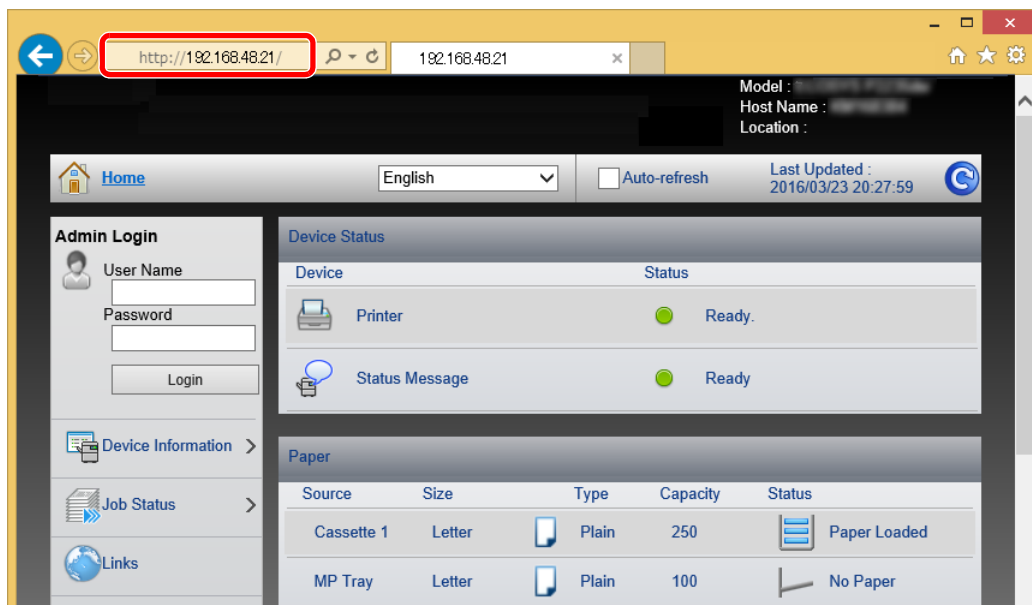 http://192.168.48.21/
192.168.48.21
Model :
Host Name :
Location :
Home
English
Auto-refresh
Last Updated :
2016/03/23 20:27:59
Admin Login
User Name
Password
Login
Device Information
Job Status
Links
Device Status
Device Status
Printer Ready.
Status Message Ready
Paper
Source Size Type Capacity Status
Cassette 1 Letter Plain 250 Paper Loaded
MP Tray Letter Plain 100 No Paper